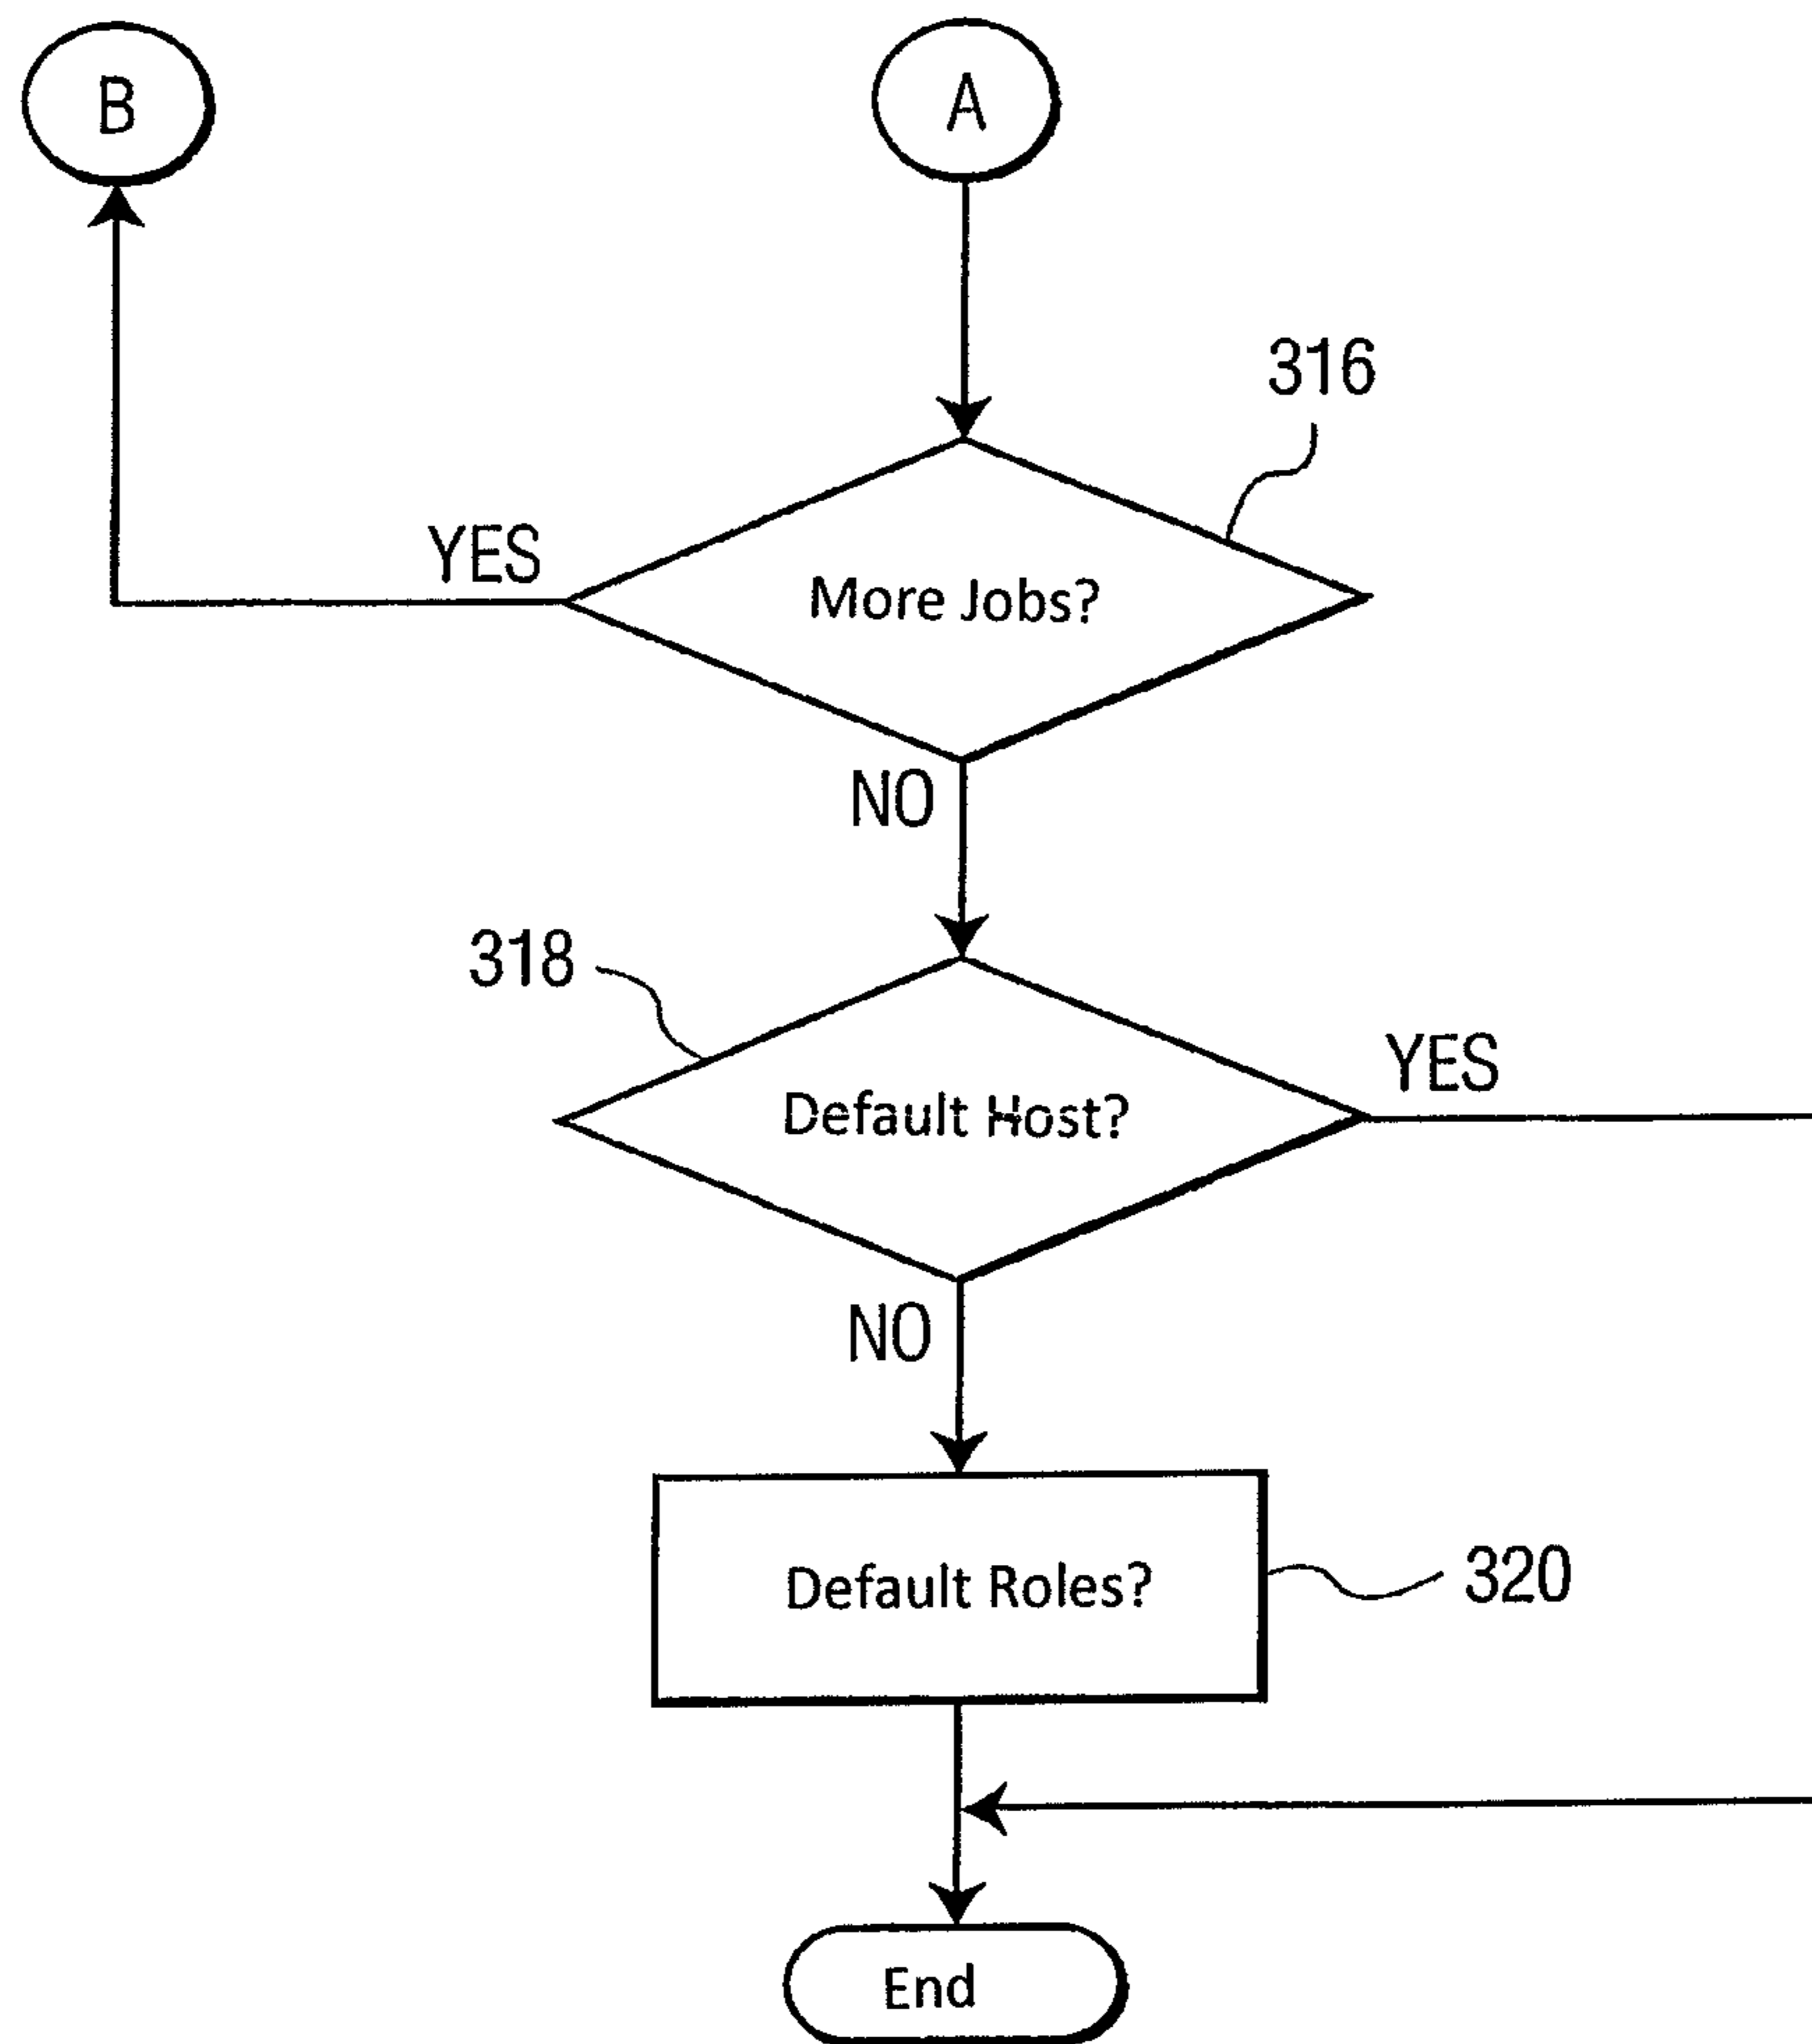 B
A
316
YES
More Jobs?
NO
318
YES
Default Host?
NO
Default Roles?
320
End